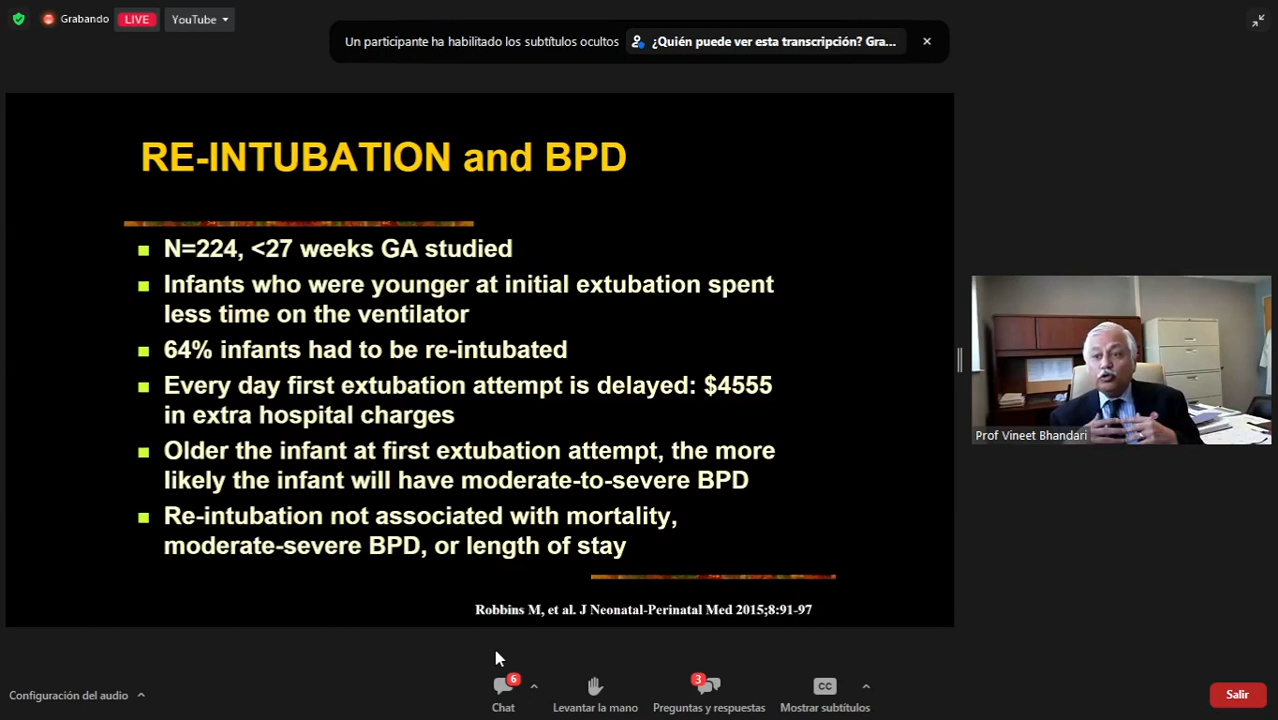 Grabando
LIVE
YouTube
Un participante ha habilitado los subtítulos ocultos
¿Quién puede ver esta transcripción? Gra...
RE-INTUBATION and BPD
N=224, <27 weeks GA studied
Infants who were younger at initial extubation spent
less time on the ventilator
64% infants had to be re-intubated
Every day first extubation attempt is delayed: $4555
in extra hospital charges
Older the infant at first extubation attempt, the more
likely the infant will have moderate-to-severe BPD
Re-intubation not associated with mortality,
moderate-severe BPD, or length of stay
Robbins M, et al. J Neonatal-Perinatal Med 2015;8:91-97
Prof Vineet Bhandari
Configuración del audio
6
Chat
Levantar la mano
3
Preguntas y respuestas
CC
Mostrar subtítulos
Salir